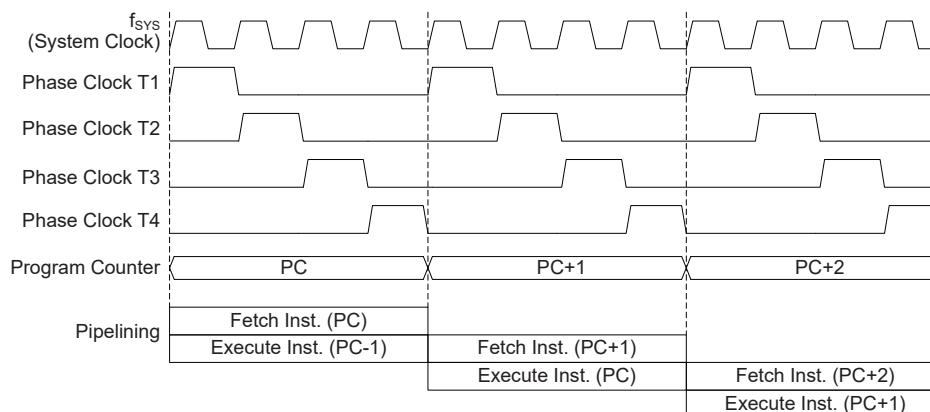 fSYS
(System Clock)
Phase Clock T1
Phase Clock T2
Phase Clock T3
Phase Clock T4
Program Counter PC PC+1 PC+2
Pipelining
Fetch Inst. (PC)
Execute Inst. (PC-1) Fetch Inst. (PC+1)
Execute Inst. (PC) Fetch Inst. (PC+2)
Execute Inst. (PC+1)